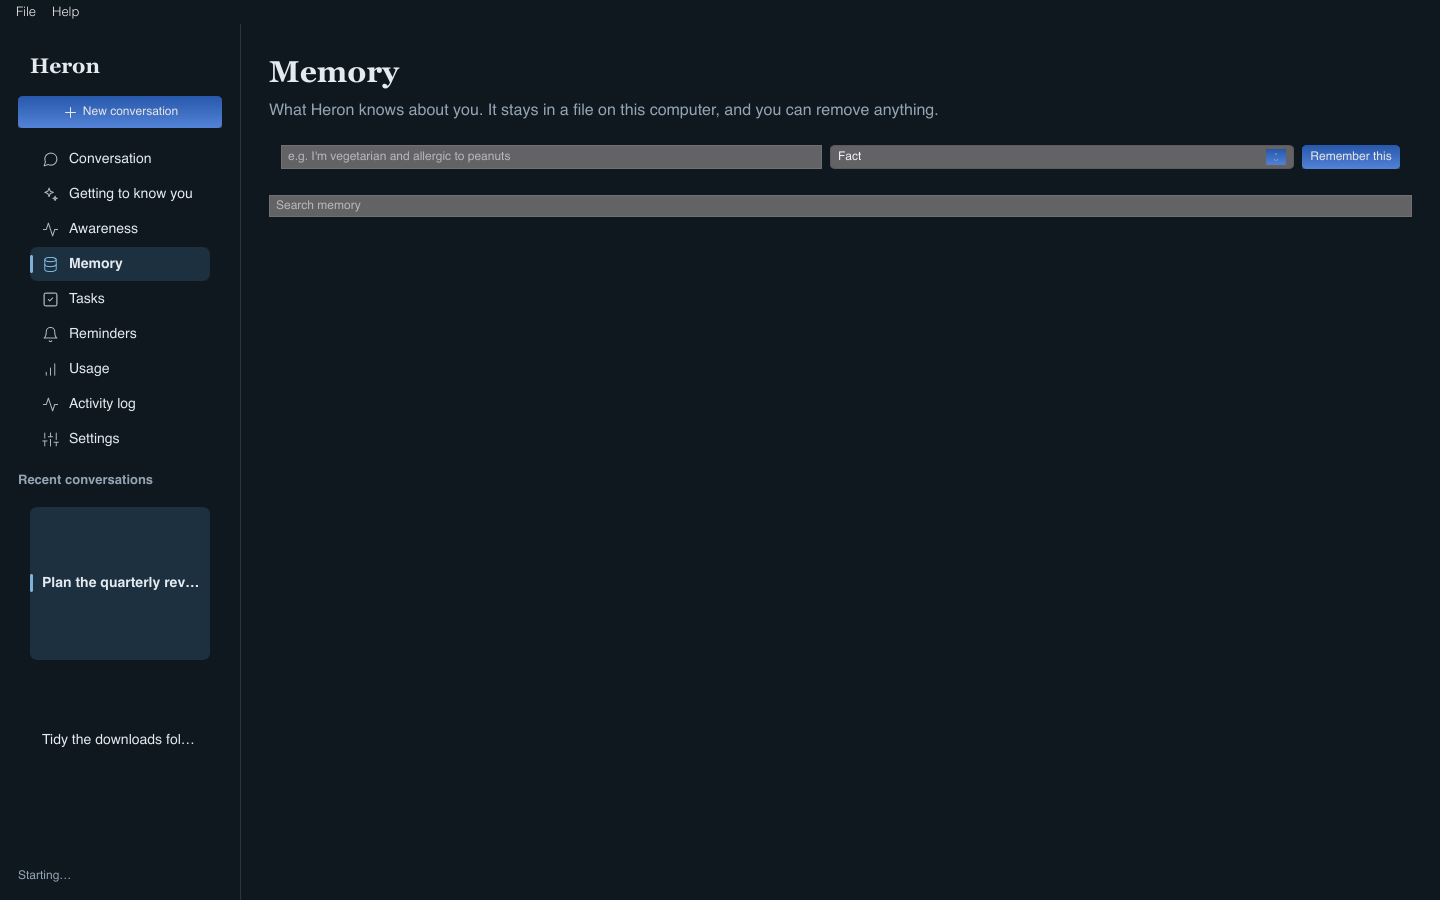 File Help
Heron
New conversation
Conversation
Getting to know you
Awareness
Memory
Tasks
Reminders
Usage
Activity log
Settings
Recent conversations
Plan the quarterly rev…
Tidy the downloads fol…
Starting…
Memory
What Heron knows about you. It stays in a file on this computer, and you can remove anything.
e.g. I'm vegetarian and allergic to peanuts
Fact
Remember this
Search memory